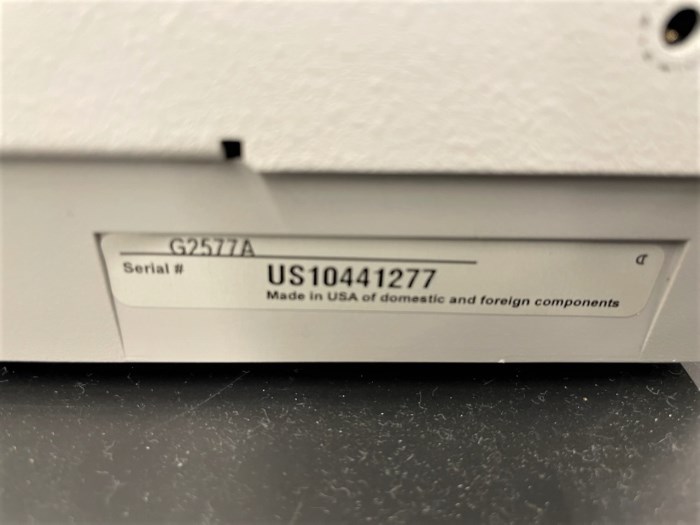 G2577A
Serial #
US10441277
Made in USA of domestic and foreign components